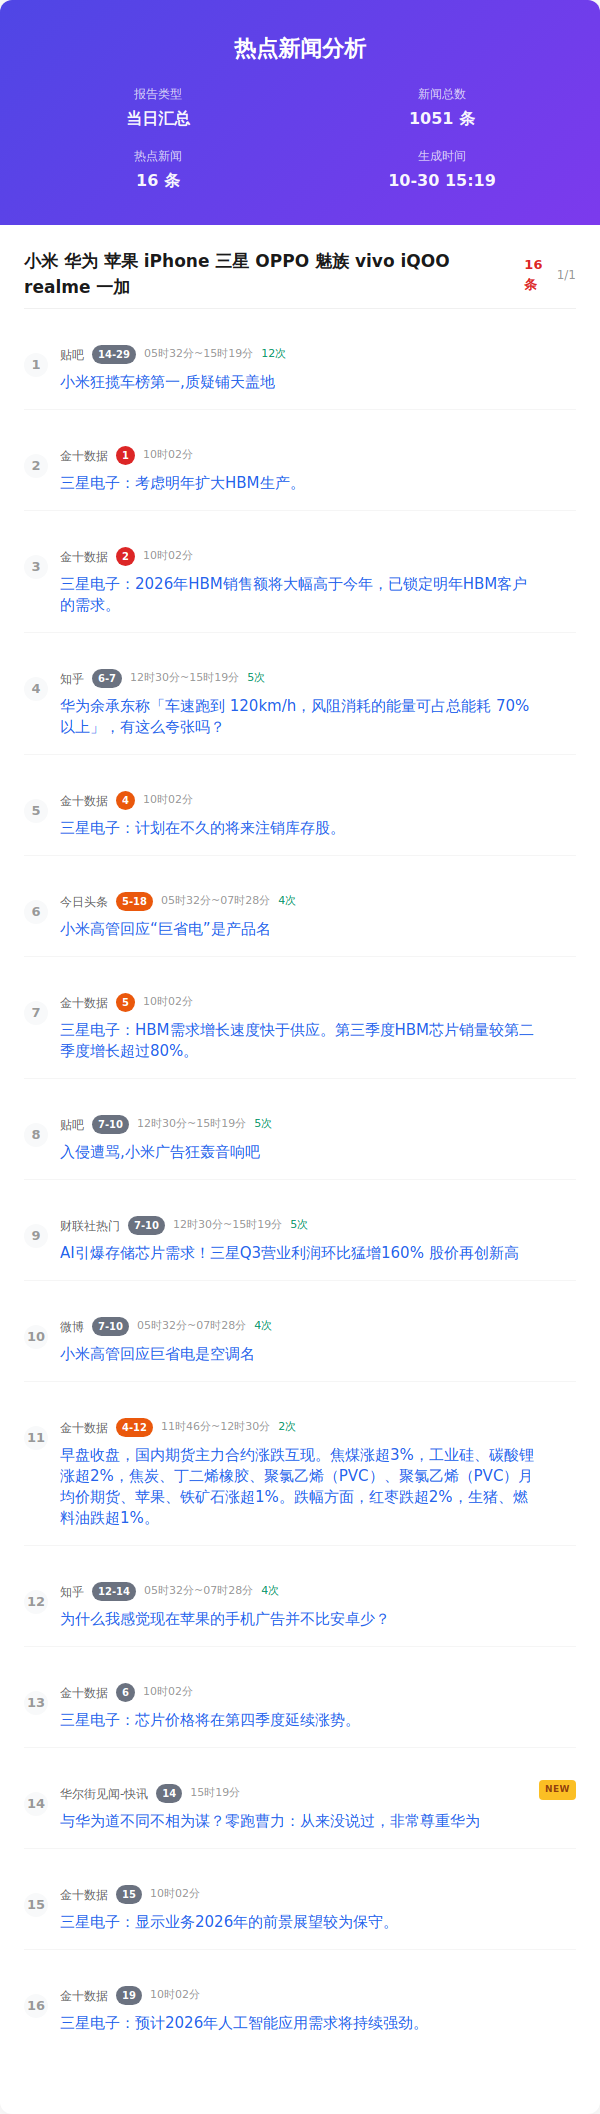 热点新闻分析
报告类型
当日汇总
新闻总数
1051 条
热点新闻
16 条
生成时间
10-30 15:19
小米 华为 苹果 iPhone 三星 OPPO 魅族 vivo iQOO
realme 一加
16
条
1/1
1
贴吧 14-29 05时32分~15时19分 12次
小米狂揽车榜第一,质疑铺天盖地
2
金十数据 1 10时02分
三星电子：考虑明年扩大HBM生产。
3
金十数据 2 10时02分
三星电子：2026年HBM销售额将大幅高于今年，已锁定明年HBM客户
的需求。
4
知乎 6-7 12时30分~15时19分 5次
华为余承东称「车速跑到 120km/h，风阻消耗的能量可占总能耗 70%
以上」，有这么夸张吗？
5
金十数据 4 10时02分
三星电子：计划在不久的将来注销库存股。
6
今日头条 5-18 05时32分~07时28分 4次
小米高管回应“巨省电”是产品名
7
金十数据 5 10时02分
三星电子：HBM需求增长速度快于供应。第三季度HBM芯片销量较第二
季度增长超过80%。
8
贴吧 7-10 12时30分~15时19分 5次
入侵遭骂,小米广告狂轰音响吧
9
财联社热门 7-10 12时30分~15时19分 5次
AI引爆存储芯片需求！三星Q3营业利润环比猛增160% 股价再创新高
10
微博 7-10 05时32分~07时28分 4次
小米高管回应巨省电是空调名
11
金十数据 4-12 11时46分~12时30分 2次
早盘收盘，国内期货主力合约涨跌互现。焦煤涨超3%，工业硅、碳酸锂
涨超2%，焦炭、丁二烯橡胶、聚氯乙烯（PVC）、聚氯乙烯（PVC）月
均价期货、苹果、铁矿石涨超1%。跌幅方面，红枣跌超2%，生猪、燃
料油跌超1%。
12
知乎 12-14 05时32分~07时28分 4次
为什么我感觉现在苹果的手机广告并不比安卓少？
13
金十数据 6 10时02分
三星电子：芯片价格将在第四季度延续涨势。
14
华尔街见闻-快讯 14 15时19分
NEW
与华为道不同不相为谋？零跑曹力：从来没说过，非常尊重华为
15
金十数据 15 10时02分
三星电子：显示业务2026年的前景展望较为保守。
16
金十数据 19 10时02分
三星电子：预计2026年人工智能应用需求将持续强劲。